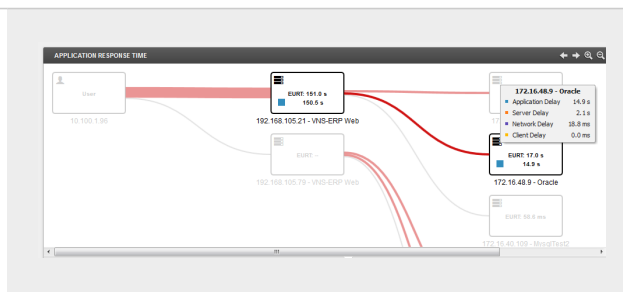 APPLICATION RESPONSE TIME
User
10.100.1.98
EURT: 151.0 s
150.5 s
192.168.105.21 - VNS-ERP Web
EURT: -
192.168.105.79 - VNS-ERP Web
172.16.48.9 - Oracle
Application Delay 14.9 s
Server Delay 2.1 s
Network Delay 18.8 ms
Client Delay 0.0 ms
EURT: 17.0 s
14.9 s
172.16.48.9 - Oracle
EURT: 98.8 ms
172.16.40.109 - MysqlTest2